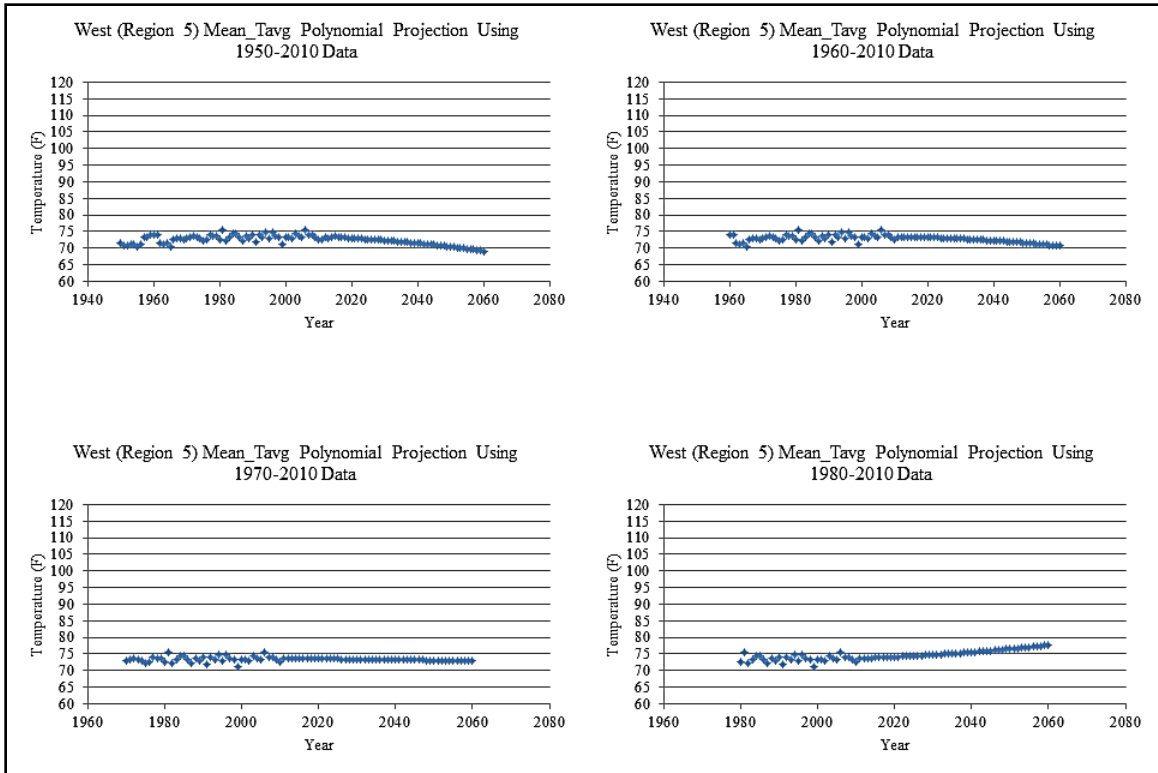 West (Region 5) Mean_Tavg Polynomial Projection Using
1950-2010 Data
Temperature (F)
120
115
110
105
100
95
90
85
80
75
70
65
60
1940 1960 1980 2000 2020 2040 2060 2080
Year
West (Region 5) Mean_Tavg Polynomial Projection Using
1960-2010 Data
Temperature (F)
120
115
110
105
100
95
90
85
80
75
70
65
60
1940 1960 1980 2000 2020 2040 2060 2080
Year
West (Region 5) Mean_Tavg Polynomial Projection Using
1970-2010 Data
Temperature (F)
120
115
110
105
100
95
90
85
80
75
70
65
60
1960 1980 2000 2020 2040 2060 2080
Year
West (Region 5) Mean_Tavg Polynomial Projection Using
1980-2010 Data
Temperature (F)
120
115
110
105
100
95
90
85
80
75
70
65
60
1960 1980 2000 2020 2040 2060 2080
Year